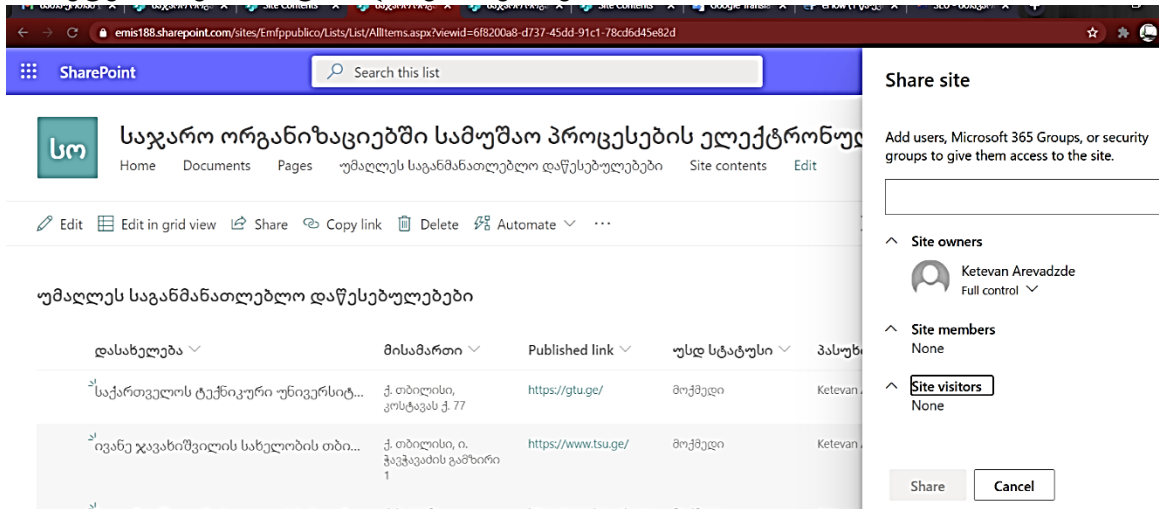 Site Contents
Site Contents
emis188.sharepoint.com/sites/Emfppublico/Lists/List/AllItems.aspx?viewid=6f8200a8-d737-45dd-91c1-78cd6d45e82d
SharePoint
Search this list
სო
საჯარო ორგანიზაციებში სამუშაო პროცესების
Home Documents Pages უმაღლეს საგანმანათლებლო დაწესებულებები Site contents Edit
Edit Edit in grid view Share Copy link Delete Automate ...
უმაღლეს საგანმანათლებლო დაწესებულებები
დასახელება მისამართი Published link უსდ სტატუსი
საქართველოს ტექნიკური უნივერსიტ... ქ. თბილისი, https://gtu.ge/ მოქმედი Ketevan
კოსტავას ქ. 77
ივანე ჯავახიშვილის სახელობის თბი... ქ. თბილისი, ი. https://www.tsu.ge/ მოქმედი Ketevan
ჭავჭავაძის გამზირი
1
Share site
Add users, Microsoft 365 Groups, or security
groups to give them access to the site.
Site owners
Ketevan Arevadzde
Full control
Site members
None
Site visitors
None
Share Cancel